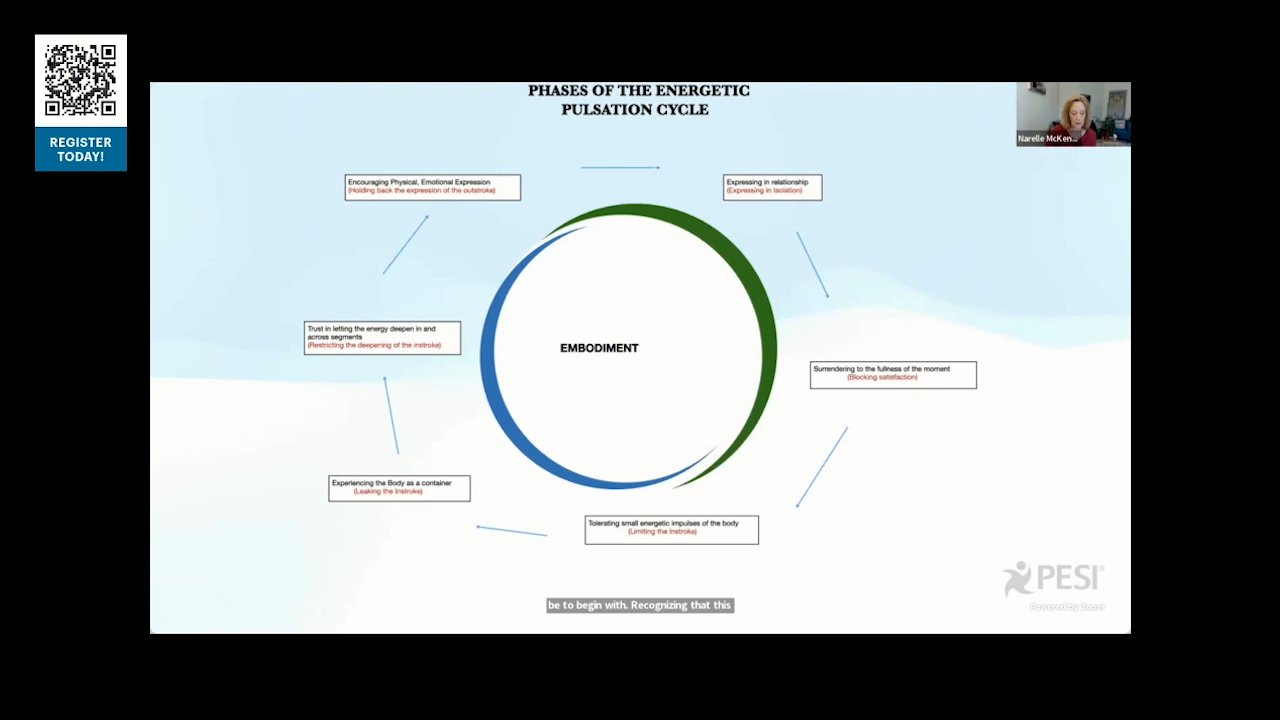 REGISTER
TODAY!
PHASES OF THE ENERGETIC
PULSATION CYCLE
Narelle McKen...
Encouraging Physical, Emotional Expression
(Holding back the expression of the outstroke)
Expressing in relationship
(Expressing in Isolation)
Trust in letting the energy deepen in and
across segments
(Restricting the deepening of the instroke)
EMBODIMENT
Surrendering to the fullness of the moment
(Blocking satisfaction)
Experiencing the Body as a container
(Leaking the Instroke)
Tolerating small energetic impulses of the body
(Limiting the Instroke)
PESI®
Powered by Zoom
be to begin with. Recognizing that this